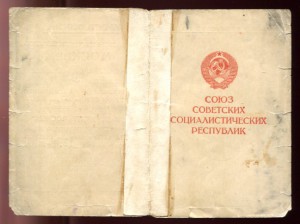 СОЮЗ
СОВЕТСКИХ
СОЦИАЛИСТИЧЕСКИХ
РЕСПУБЛИК